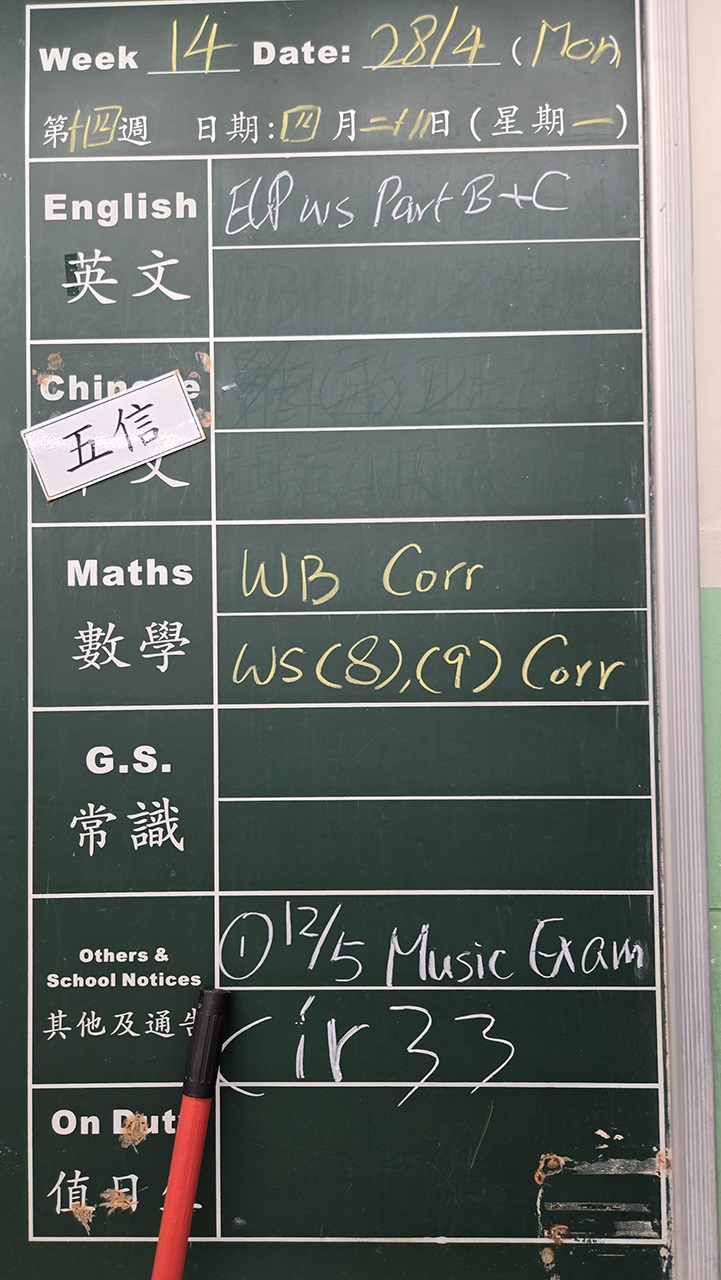 Week 14 Date: 28/4 (Mon)
第十四週 日期:四月二十八日(星期一)
English
英文
ELP ws Part B+C
Chin e
五信
文
Maths
數學
WB Corr
WS(8),(9) Corr
G.S.
常識
Others &
School Notices
其他及通告
① 12/5 Music Exam
Cir 33
On Dut
值日